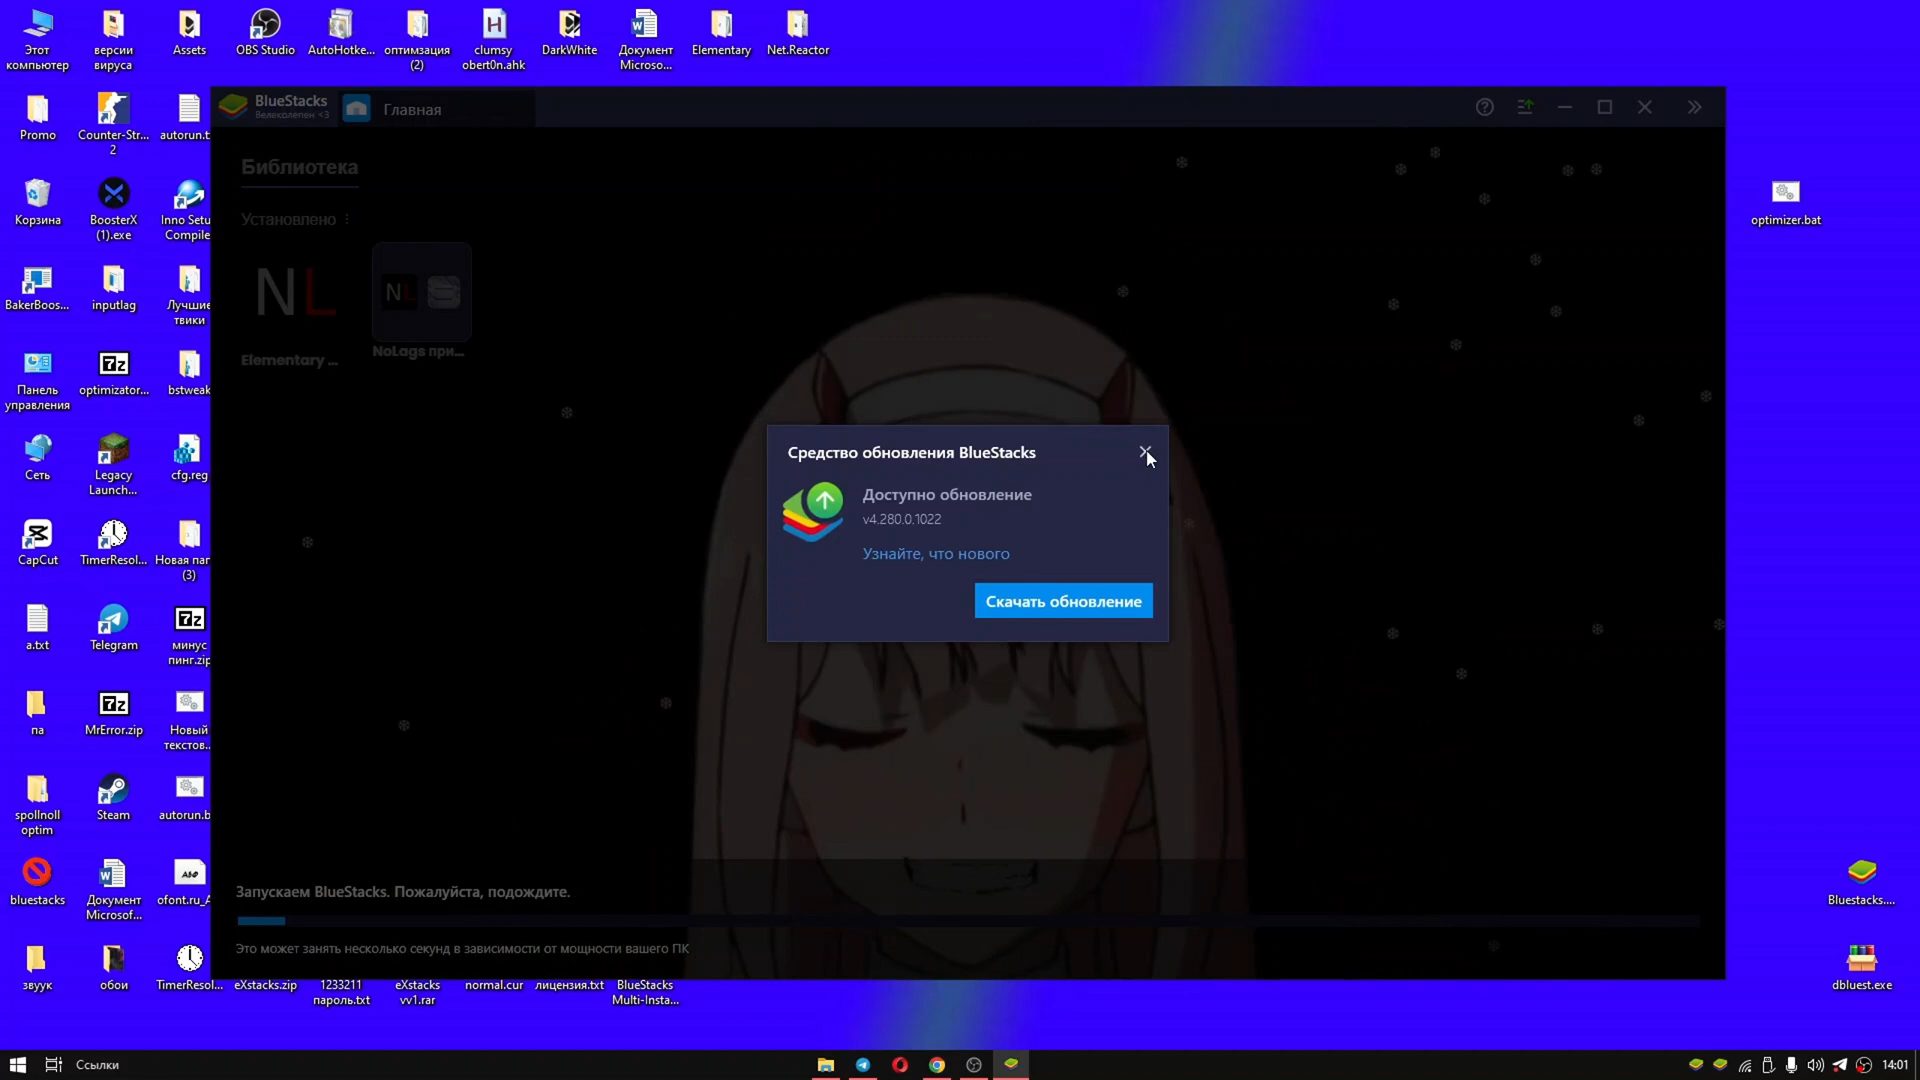 Этот
компьютер
версии
вируса
Assets
OBS Studio
AutoHotke...
оптимзация
(2)
clumsy
obert0n.ahk
DarkWhite
Документ
Microso...
Elementary
Net.Reactor
Promo
Counter-Str...
2
autorun.t
Корзина
BoosterX
(1).exe
Inno Setu
Compile
BakerBoos...
inputlag
Лучшие
твики
Панель
управления
optimizator...
bstweak
Сеть
Legacy
Launch...
cfg.reg
CapCut
TimerResol...
Новая пап
(3)
a.txt
Telegram
минус
пинг.zip
па
MrError.zip
Новый
текстов...
spollnoll
optim
Steam
autorun.b
bluestacks
Документ
Microsof...
ofont.ru_A
звуук
обои
TimerResol...
eXstacks.zip
1233211
пароль.txt
eXstacks
vv1.rar
normal.cur
лицензия.txt
BlueStacks
Multi-Insta...
optimizer.bat
Bluestacks....
dbluest.exe
BlueStacks
Велеколепен <3
Главная
Библиотека
Установлено
NL
NL
Elementary ...
NoLags при...
Средство обновления BlueStacks
Доступно обновление
v4.280.0.1022
Узнайте, что нового
Скачать обновление
Запускаем BlueStacks. Пожалуйста, подождите.
Это может занять несколько секунд в зависимости от мощности вашего ПК
Ссылки
14:01